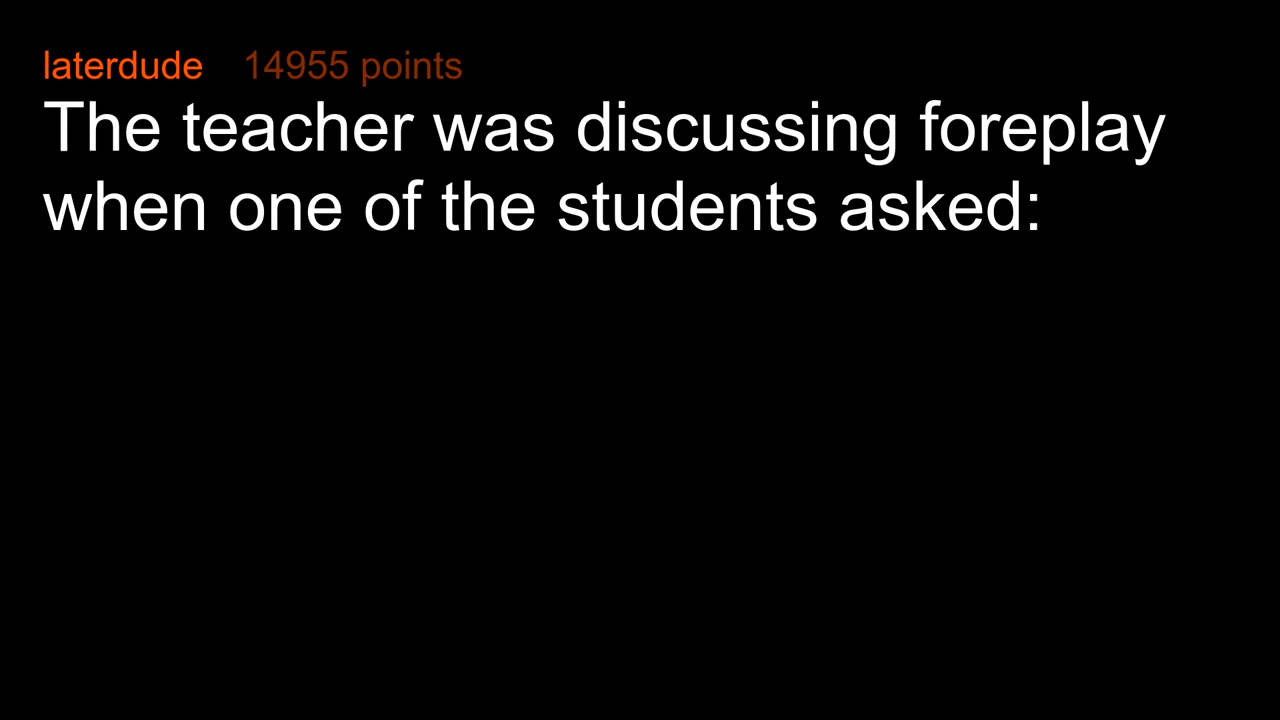 laterdude 14955 points
The teacher was discussing foreplay
when one of the students asked: